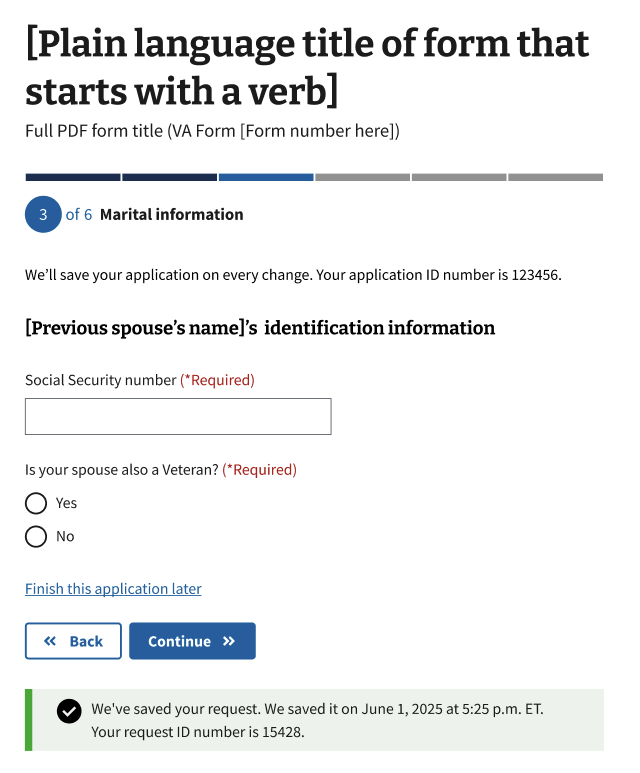 [Plain language title of form that
starts with a verb]
Full PDF form title (VA Form [Form number here])
3 of 6 Marital information
We’ll save your application on every change. Your application ID number is 123456.
[Previous spouse’s name]’s  identification information
Social Security number (*Required)
Is your spouse also a Veteran? (*Required)
Yes
No
Finish this application later
Back Continue
We've saved your request. We saved it on June 1, 2025 at 5:25 p.m. ET.
Your request ID number is 15428.